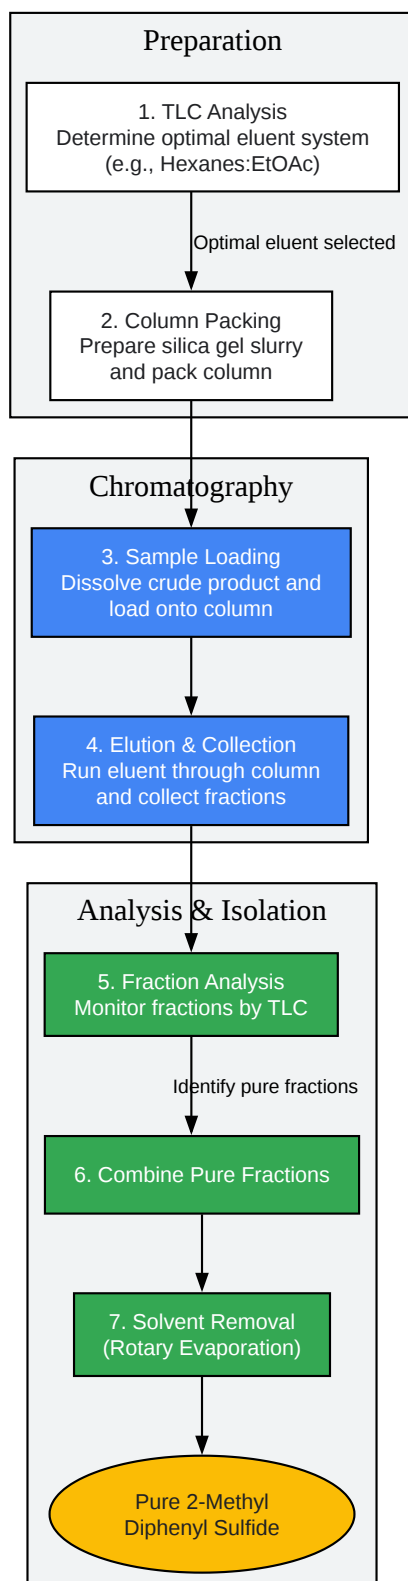 Preparation
1. TLC Analysis
Determine optimal eluent system
(e.g., Hexanes:EtOAc)
Optimal eluent selected
2. Column Packing
Prepare silica gel slurry
and pack column
Chromatography
3. Sample Loading
Dissolve crude product and
load onto column
4. Elution & Collection
Run eluent through column
and collect fractions
Analysis & Isolation
5. Fraction Analysis
Monitor fractions by TLC
Identify pure fractions
6. Combine Pure Fractions
7. Solvent Removal
(Rotary Evaporation)
Pure 2-Methyl
Diphenyl Sulfide